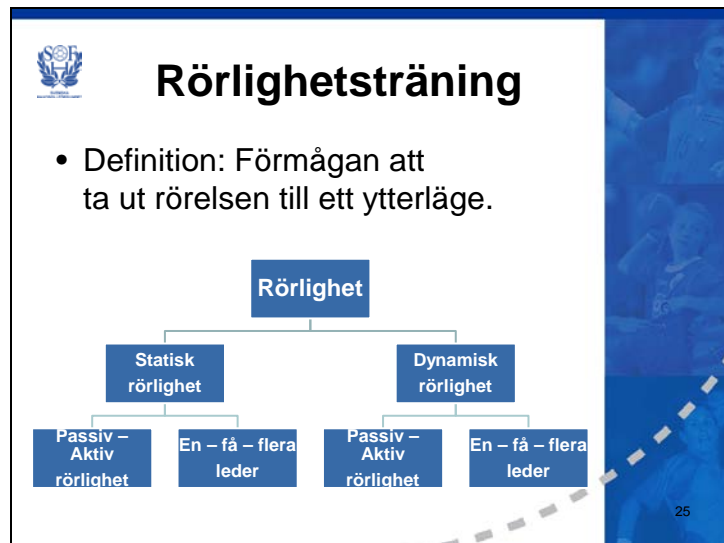 SOF
Rörlighetsträning
• Definition: Förmågan att
ta ut rörelsen till ett ytterläge.
Rörlighet
Statisk
rörlighet
Dynamisk
rörlighet
Passiv –
Aktiv
rörlighet
En – få – flera
leder
Passiv –
Aktiv
rörlighet
En – få – flera
leder
25